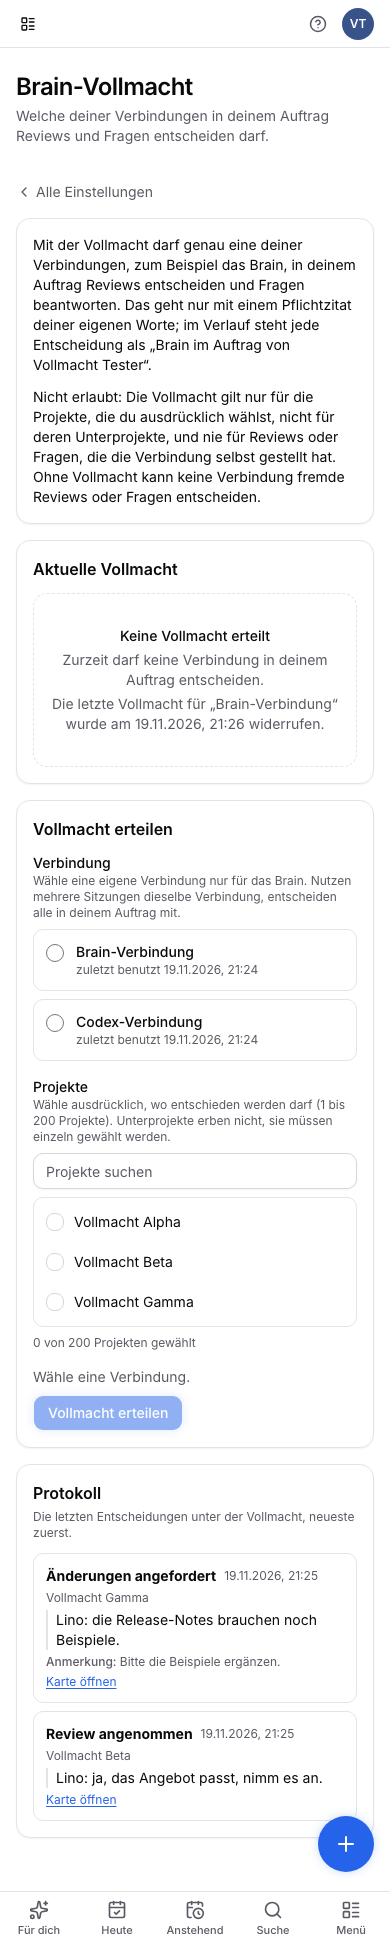 VT
Brain-Vollmacht
Welche deiner Verbindungen in deinem Auftrag
Reviews und Fragen entscheiden darf.
Alle Einstellungen
Mit der Vollmacht darf genau eine deiner
Verbindungen, zum Beispiel das Brain, in deinem
Auftrag Reviews entscheiden und Fragen
beantworten. Das geht nur mit einem Pflichtzitat
deiner eigenen Worte; im Verlauf steht jede
Entscheidung als „Brain im Auftrag von
Vollmacht Tester“.
Nicht erlaubt: Die Vollmacht gilt nur für die
Projekte, die du ausdrücklich wählst, nicht für
deren Unterprojekte, und nie für Reviews oder
Fragen, die die Verbindung selbst gestellt hat.
Ohne Vollmacht kann keine Verbindung fremde
Reviews oder Fragen entscheiden.
Aktuelle Vollmacht
Keine Vollmacht erteilt
Zurzeit darf keine Verbindung in deinem
Auftrag entscheiden.
Die letzte Vollmacht für „Brain-Verbindung“
wurde am 19.11.2026, 21:26 widerrufen.
Vollmacht erteilen
Verbindung
Wähle eine eigene Verbindung nur für das Brain. Nutzen
mehrere Sitzungen dieselbe Verbindung, entscheiden
alle in deinem Auftrag mit.
Brain-Verbindung
zuletzt benutzt 19.11.2026, 21:24
Codex-Verbindung
zuletzt benutzt 19.11.2026, 21:24
Projekte
Wähle ausdrücklich, wo entschieden werden darf (1 bis
200 Projekte). Unterprojekte erben nicht, sie müssen
einzeln gewählt werden.
Projekte suchen
Vollmacht Alpha
Vollmacht Beta
Vollmacht Gamma
0 von 200 Projekten gewählt
Wähle eine Verbindung.
Vollmacht erteilen
Protokoll
Die letzten Entscheidungen unter der Vollmacht, neueste
zuerst.
Änderungen angefordert 19.11.2026, 21:25
Vollmacht Gamma
Lino: die Release-Notes brauchen noch
Beispiele.
Anmerkung: Bitte die Beispiele ergänzen.
Karte öffnen
Review angenommen 19.11.2026, 21:25
Vollmacht Beta
Lino: ja, das Angebot passt, nimm es an.
Karte öffnen
Für dich Heute Anstehend Suche Menü